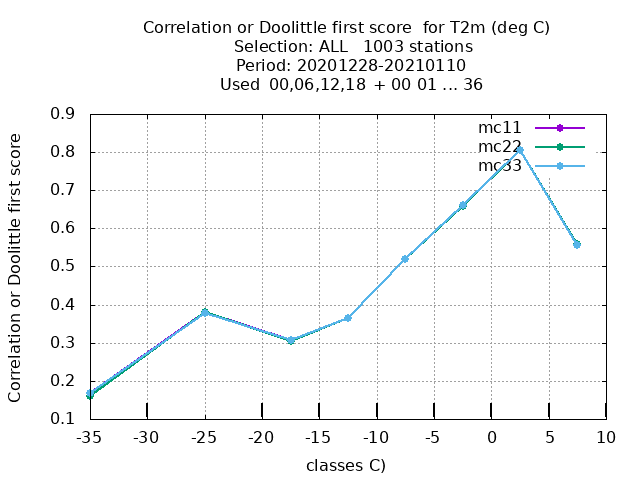 Correlation or Doolittle first score  for T2m (deg C)
Selection: ALL   1003 stations
Period: 20201228-20210110
Used  00,06,12,18  + 00 01 ... 36
mc11
mc22
mc33
Correlation or Doolittle first score
0.9
0.8
0.7
0.6
0.5
0.4
0.3
0.2
0.1
-35 -30 -25 -20 -15 -10 -5 0 5 10
classes C)